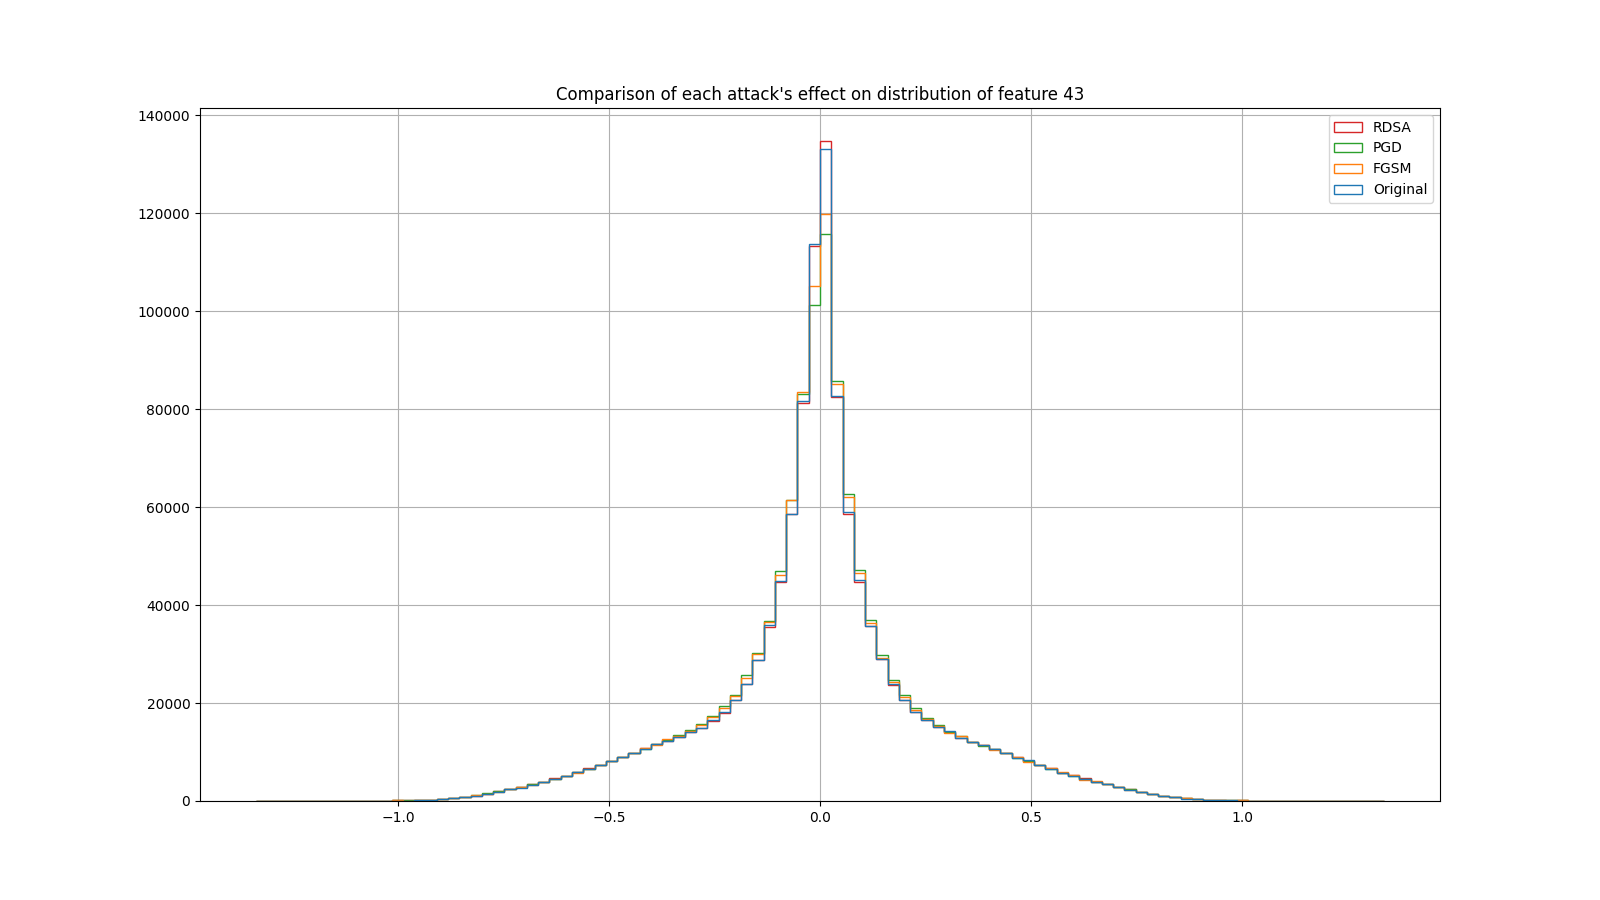 Comparison of each attack's effect on distribution of feature 43
140000
120000
100000
80000
60000
40000
20000
0
−1.0
−0.5
0.0
0.5
1.0
RDSA
PGD
FGSM
Original